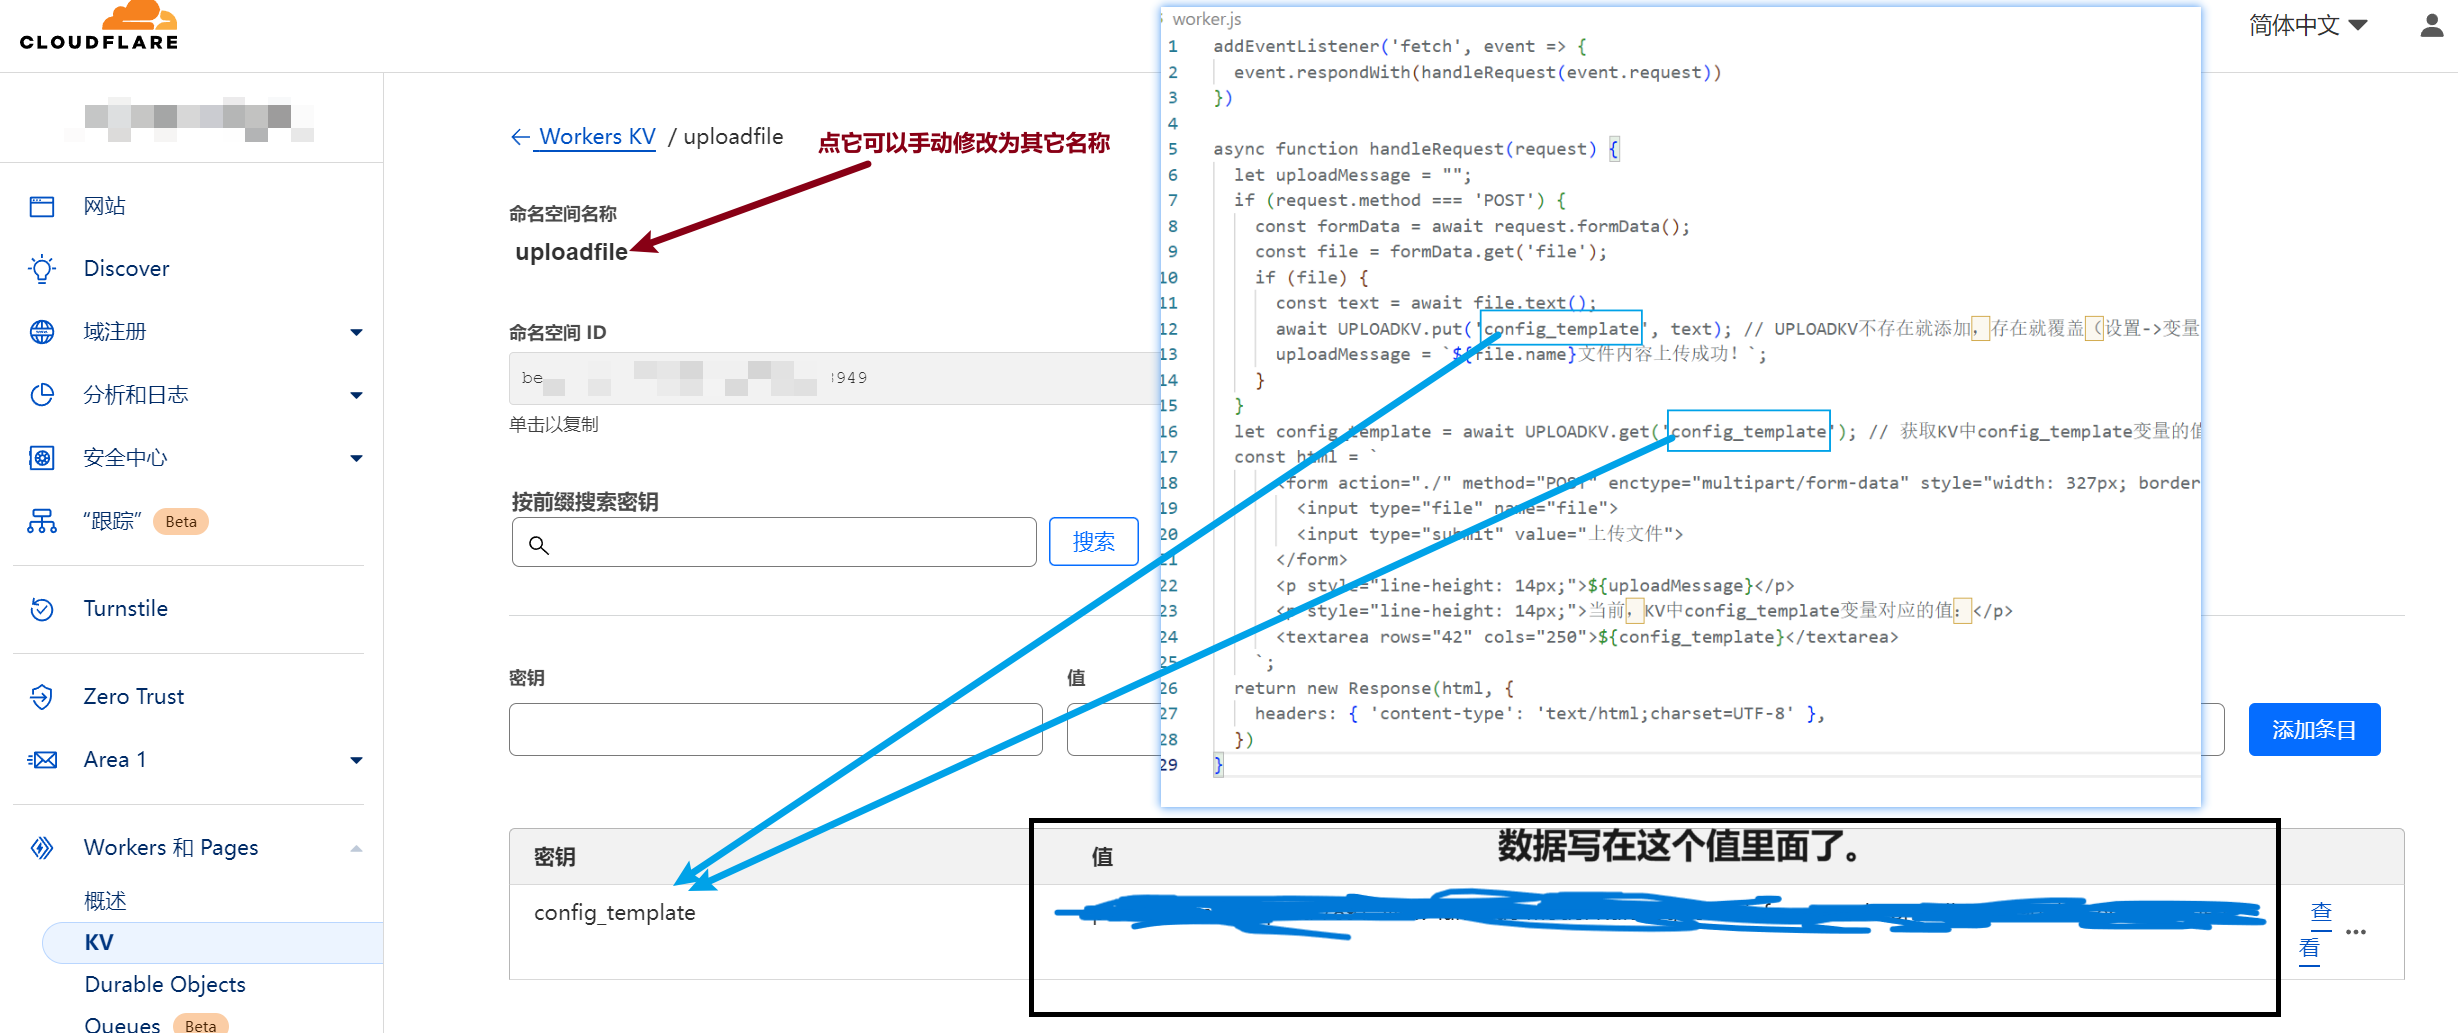 CLOUDFLARE
简体中文
网站
Discover
域注册
分析和日志
安全中心
“跟踪” Beta
Turnstile
Zero Trust
Area 1
Workers 和 Pages
概述
KV
Durable Objects
Queues Beta
← Workers KV / uploadfile
点它可以手动修改为其它名称
命名空间名称
uploadfile
命名空间 ID
be 3949
单击以复制
按前缀搜索密钥
搜索
密钥
值
添加条目
密钥
值
数据写在这个值里面了。
config_template
查
看
worker.js
1 addEventListener('fetch', event => {
2 event.respondWith(handleRequest(event.request))
3 })
4
5 async function handleRequest(request) {
6 let uploadMessage = "";
7 if (request.method === 'POST') {
8 const formData = await request.formData();
9 const file = formData.get('file');
10 if (file) {
11 const text = await file.text();
12 await UPLOADKV.put('config_template', text); // UPLOADKV不存在就添加，存在就覆盖（设置->变量
13 uploadMessage = `${file.name}文件内容上传成功！`;
14 }
15 }
16 let config_template = await UPLOADKV.get('config_template'); // 获取KV中config_template变量的值
17 const html = `
18 <form action="./" method="POST" enctype="multipart/form-data" style="width: 327px; border
19 <input type="file" name="file">
20 <input type="submit" value="上传文件">
21 </form>
22 <p style="line-height: 14px;">${uploadMessage}</p>
23 <p style="line-height: 14px;">当前，KV中config_template变量对应的值：</p>
24 <textarea rows="42" cols="250">${config_template}</textarea>
25 `;
26 return new Response(html, {
27 headers: { 'content-type': 'text/html;charset=UTF-8' },
28 })
29 }